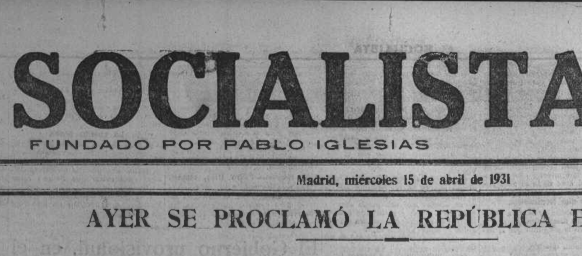 SOCIALISTA
FUNDADO POR PABLO IGLESIAS
Madrid, miércoles 15 de abril de 1931
AYER SE PROCLAMÓ LA REPÚBLICA E